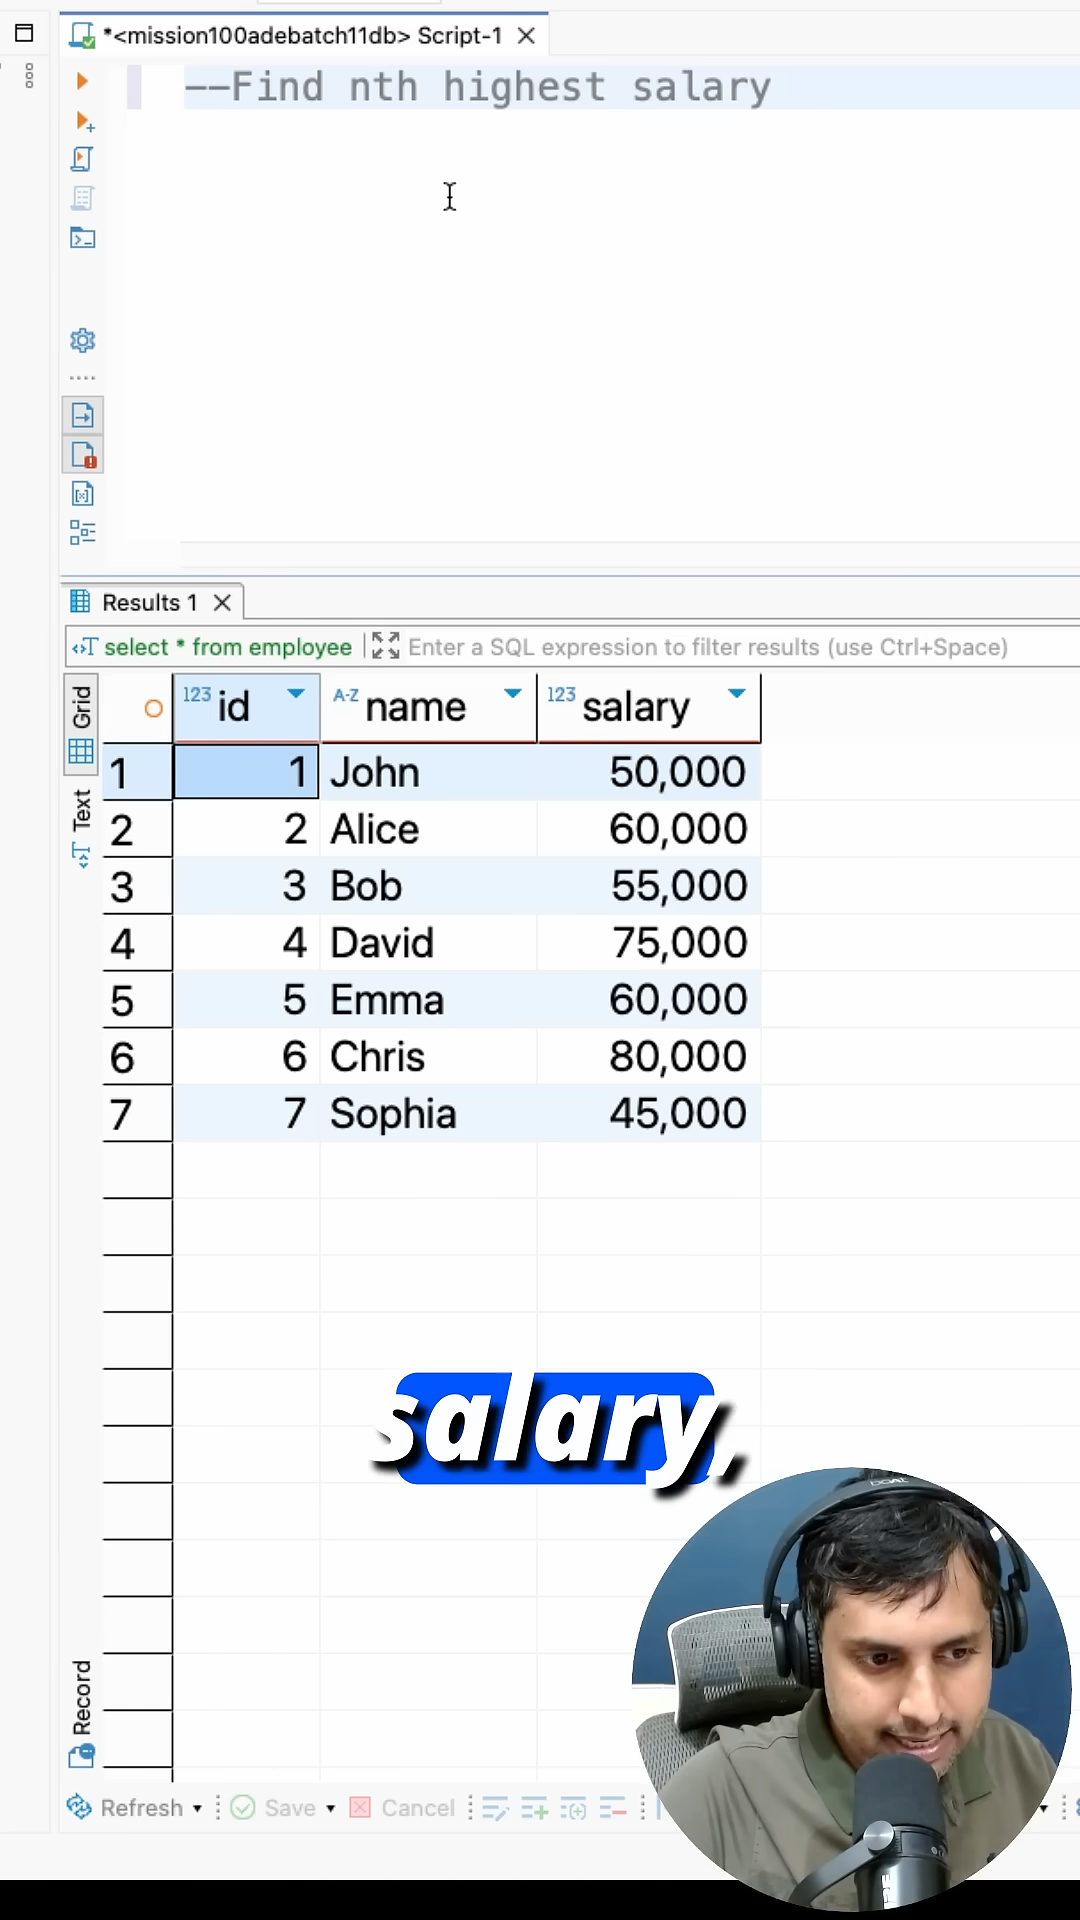 *<mission100adebatch11db> Script-1
--Find nth highest salary
Results 1
select * from employee
Enter a SQL expression to filter results (use Ctrl+Space)
Grid
Text
Record
123 id A-Z name 123 salary
1 1 John 50,000
2 2 Alice 60,000
3 3 Bob 55,000
4 4 David 75,000
5 5 Emma 60,000
6 6 Chris 80,000
7 7 Sophia 45,000
salary,
boAt
Refresh Save Cancel